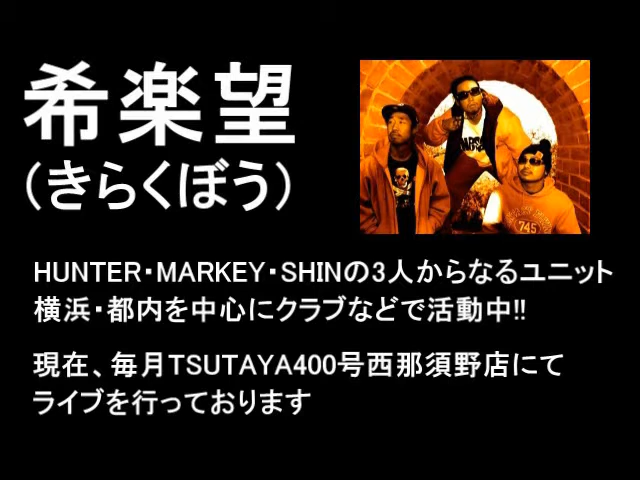 希楽望
(きらくぼう)
745
HUNTER・MARKEY・SHINの3人からなるユニット
横浜・都内を中心にクラブなどで活動中!!
現在、毎月TSUTAYA400号西那須野店にて
ライブを行っております